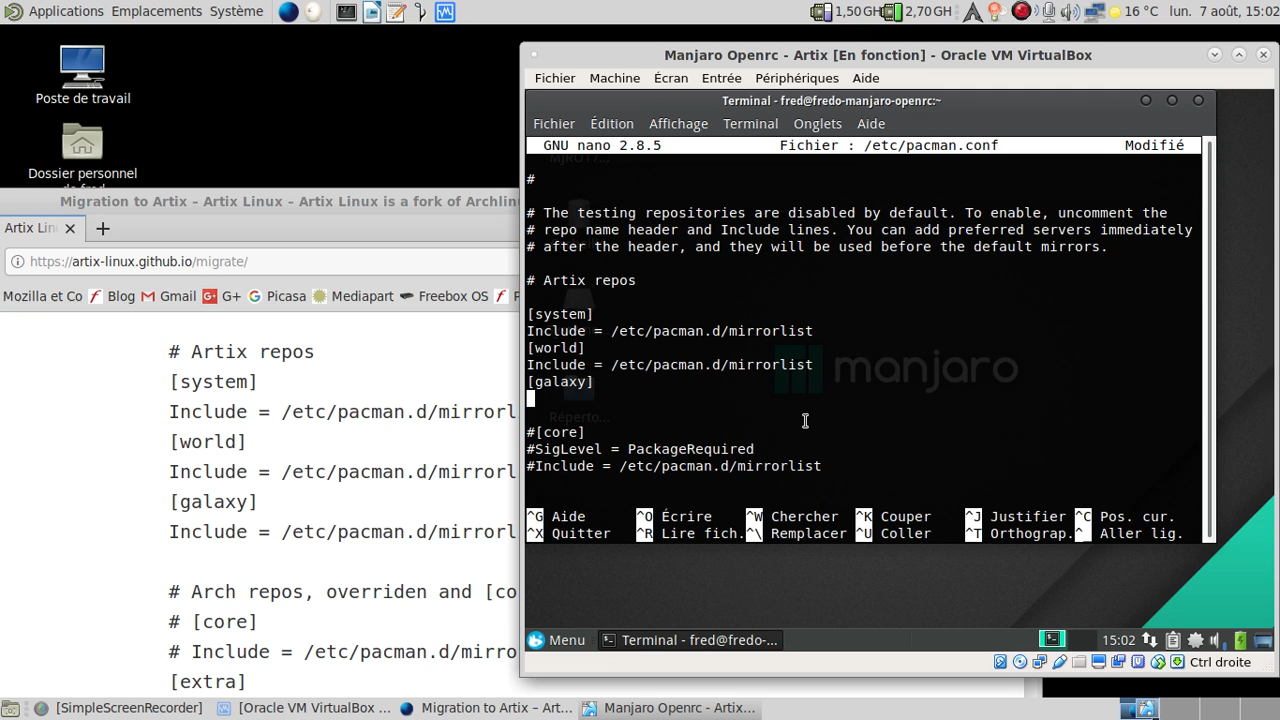 Applications Emplacements Système
1,50 GH 2,70 GH 16 °C lun. 7 août, 15:02
Poste de travail
Dossier personnel
de fred
Migration to Artix – Artix Linux – Artix Linux is a fork of Archlin
Artix Lin
https://artix-linux.github.io/migrate/
Mozilla et Co Blog Gmail G+ Picasa Mediapart Freebox OS
# Artix repos
[system]
Include = /etc/pacman.d/mirrorl
[world]
Include = /etc/pacman.d/mirrorl
[galaxy]
Include = /etc/pacman.d/mirrorl
# Arch repos, overriden and [co
# [core]
# Include = /etc/pacman.d/mirro
[extra]
Manjaro Openrc - Artix [En fonction] - Oracle VM VirtualBox
Fichier Machine Écran Entrée Périphériques Aide
Terminal - fred@fredo-manjaro-openrc:~
Fichier Édition Affichage Terminal Onglets Aide
GNU nano 2.8.5 Fichier : /etc/pacman.conf Modifié
#
# The testing repositories are disabled by default. To enable, uncomment the
# repo name header and Include lines. You can add preferred servers immediately
# after the header, and they will be used before the default mirrors.
# Artix repos
[system]
Include = /etc/pacman.d/mirrorlist
[world]
Include = /etc/pacman.d/mirrorlist
[galaxy]
manjaro
Réperto...
#[core]
#SigLevel = PackageRequired
#Include = /etc/pacman.d/mirrorlist
^G Aide ^O Écrire ^W Chercher ^K Couper ^J Justifier ^C Pos. cur.
^X Quitter ^R Lire fich. ^\ Remplacer ^U Coller ^T Orthograp. ^_ Aller lig.
Menu Terminal - fred@fredo-... 15:02
Ctrl droite
[SimpleScreenRecorder] [Oracle VM VirtualBox ... Migration to Artix – Art... Manjaro Openrc - Artix...